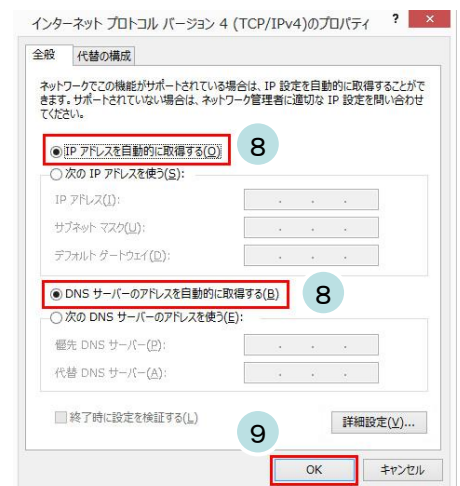 インターネット プロトコル バージョン 4 (TCP/IPv4)のプロパティ ? ×
全般 代替の構成
ネットワークでこの機能がサポートされている場合は、IP 設定を自動的に取得することがで
きます。サポートされていない場合は、ネットワーク管理者に適切な IP 設定を問い合わせ
てください。
IP アドレスを自動的に取得する(O) 8
次の IP アドレスを使う(S):
IP アドレス(I):
サブネット マスク(U):
デフォルト ゲートウェイ(D):
DNS サーバーのアドレスを自動的に取得する(B) 8
次の DNS サーバーのアドレスを使う(E):
優先 DNS サーバー(P):
代替 DNS サーバー(A):
終了時に設定を検証する(L)
詳細設定(V)...
9
OK キャンセル